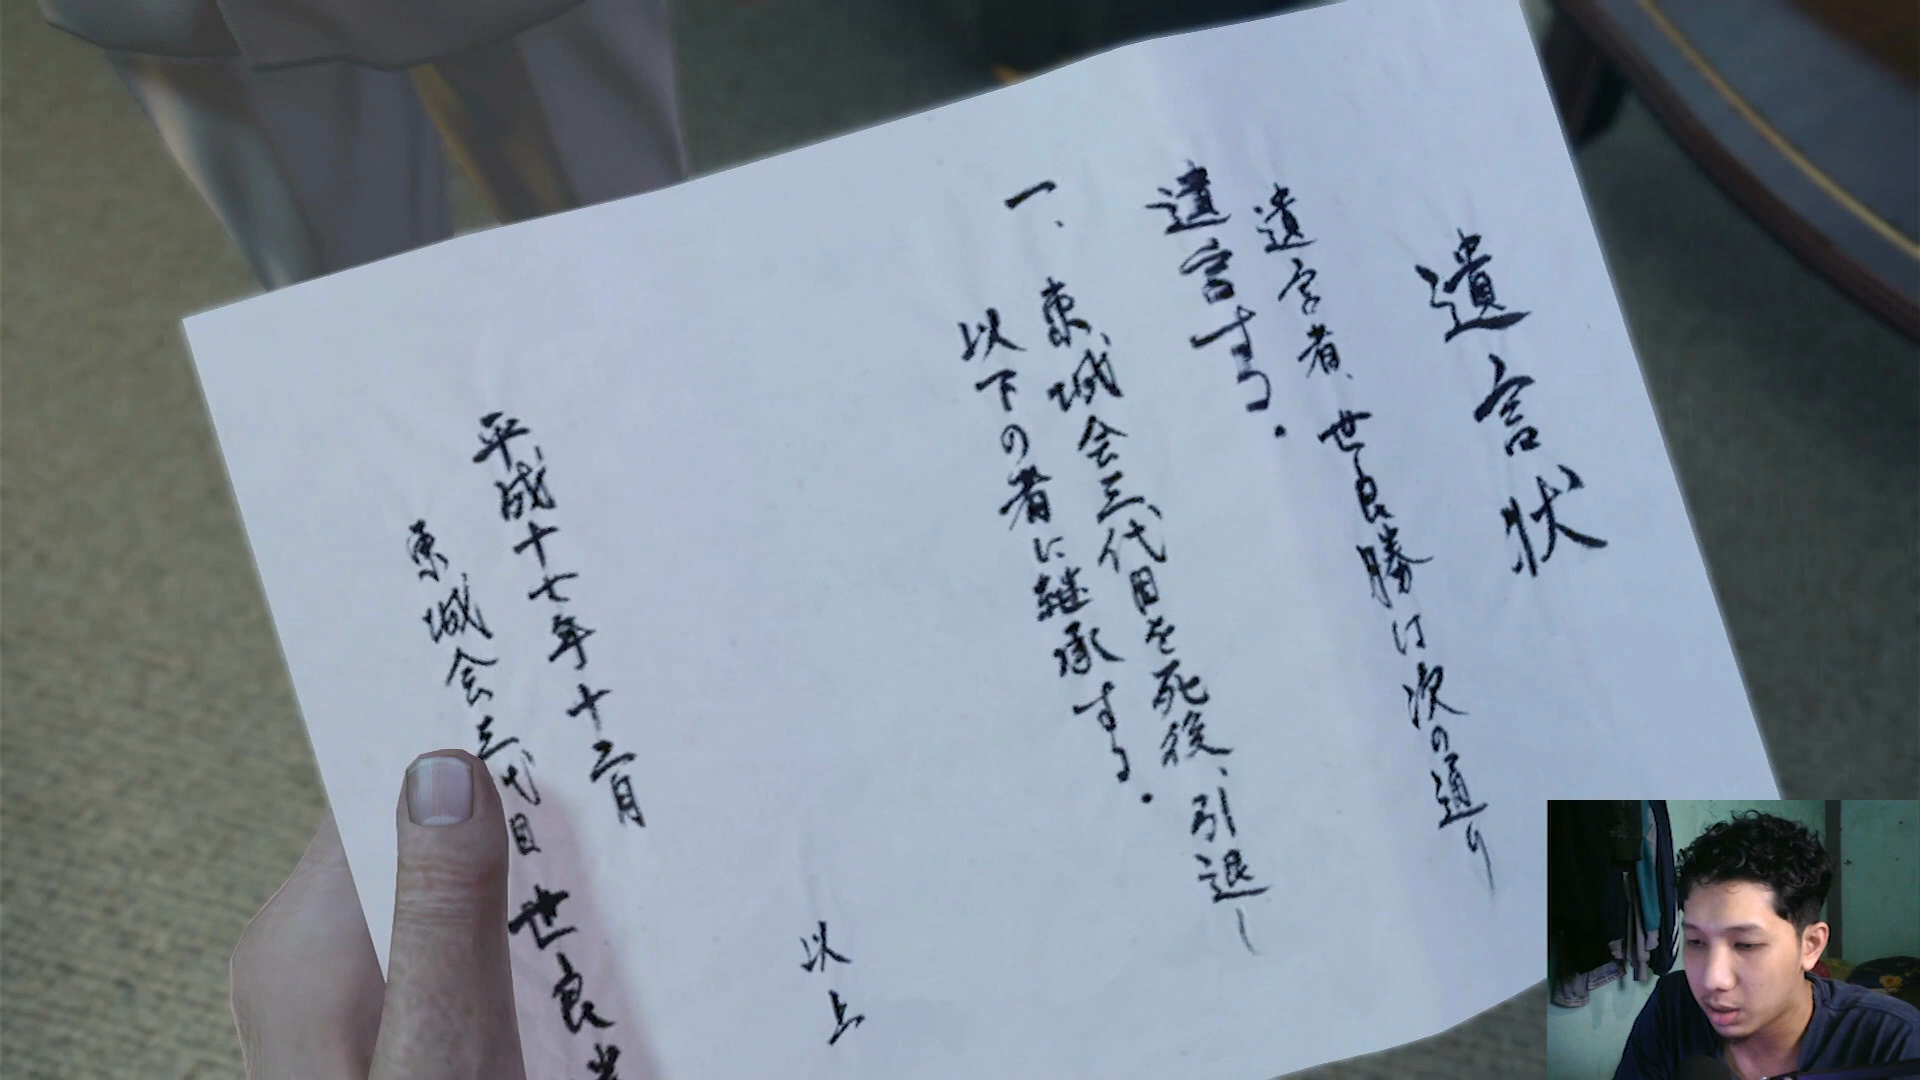 遺言状
遺言者、世良勝は次の通り
遺言する。
一、東城会三代目を死後、引退し
以下の者に継承する。
以上
平成十七年十二月
東城会三代目 世良